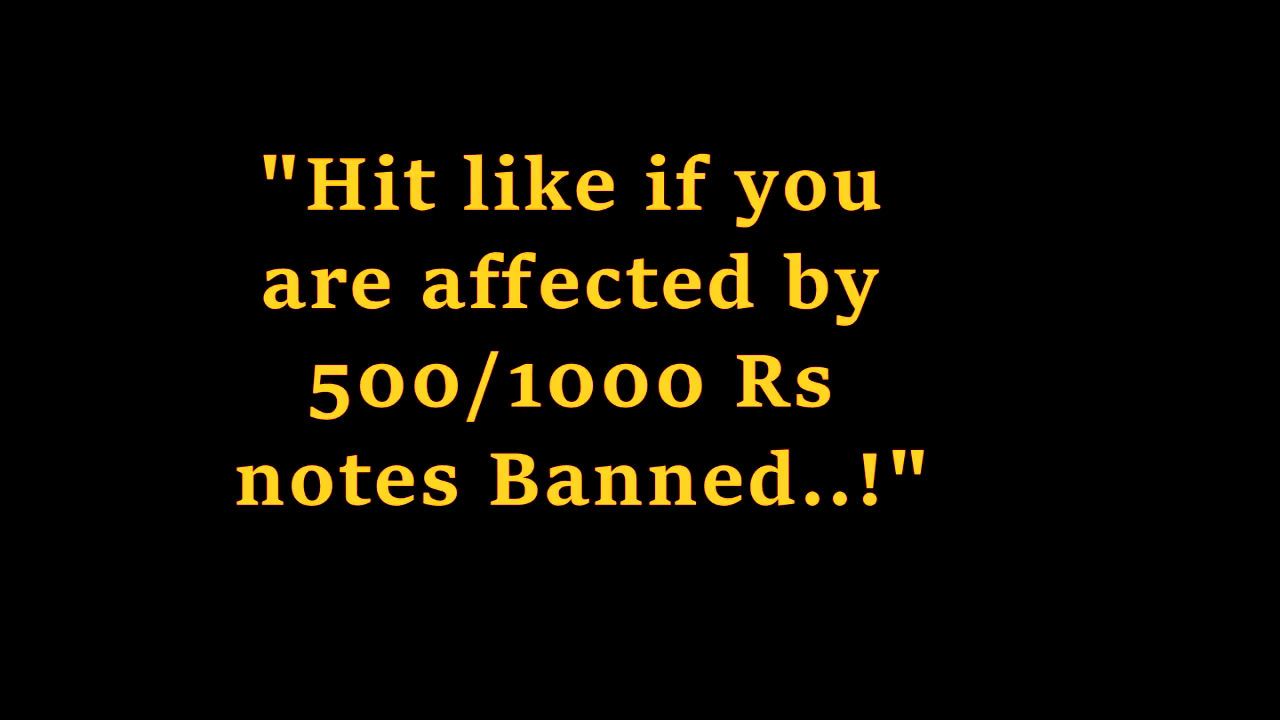 "Hit like if you
are affected by
500/1000 Rs
notes Banned..!"